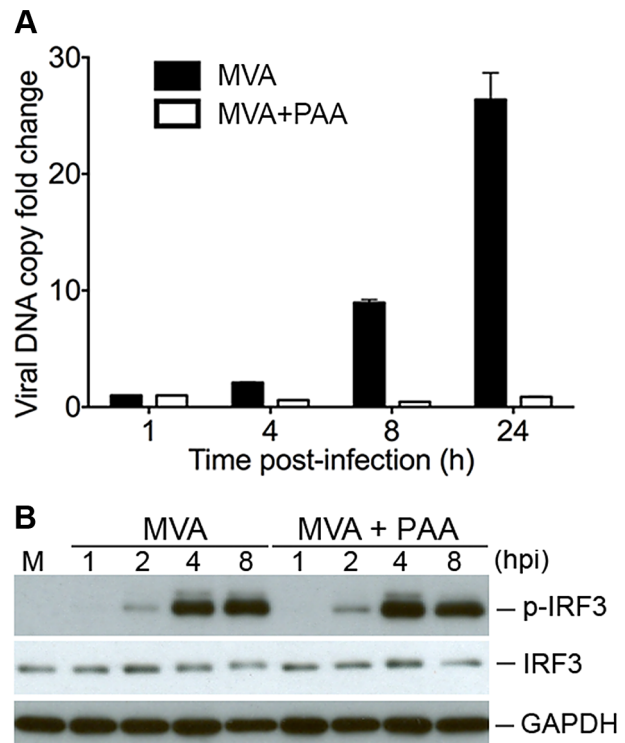 A
Viral DNA copy fold change
30
20
10
0
MVA
MVA+PAA
1 4 8 24
Time post-infection (h)
B
MVA MVA + PAA
M 1 2 4 8 1 2 4 8 (hpi)
p-IRF3
IRF3
GAPDH